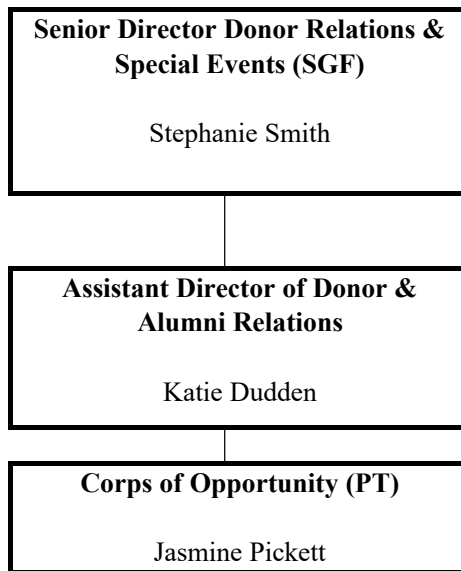 Senior Director Donor Relations &
Special Events (SGF)
Stephanie Smith
Assistant Director of Donor &
Alumni Relations
Katie Dudden
Corps of Opportunity (PT)
Jasmine Pickett